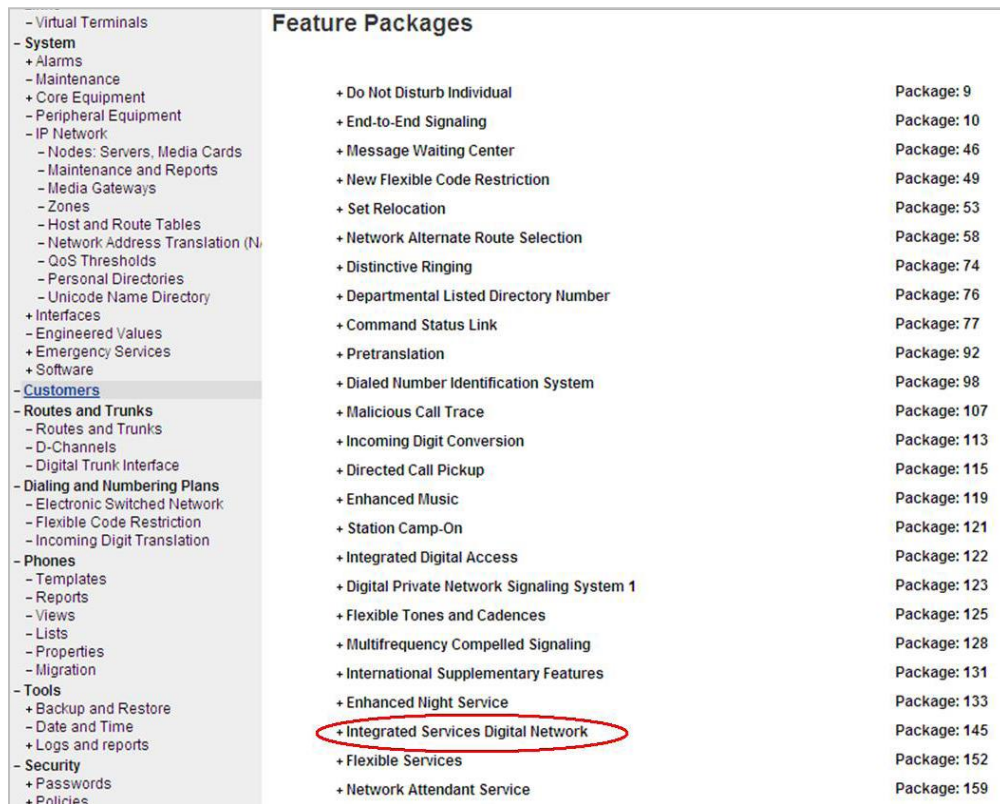 – Virtual Terminals
– System
+ Alarms
– Maintenance
+ Core Equipment
– Peripheral Equipment
– IP Network
– Nodes: Servers, Media Cards
– Maintenance and Reports
– Media Gateways
– Zones
– Host and Route Tables
– Network Address Translation (N
– QoS Thresholds
– Personal Directories
– Unicode Name Directory
+ Interfaces
– Engineered Values
+ Emergency Services
+ Software
– Customers
– Routes and Trunks
– Routes and Trunks
– D-Channels
– Digital Trunk Interface
– Dialing and Numbering Plans
– Electronic Switched Network
– Flexible Code Restriction
– Incoming Digit Translation
– Phones
– Templates
– Reports
– Views
– Lists
– Properties
– Migration
– Tools
+ Backup and Restore
– Date and Time
+ Logs and reports
– Security
+ Passwords
+ Policies
Feature Packages
+ Do Not Disturb Individual Package: 9
+ End-to-End Signaling Package: 10
+ Message Waiting Center Package: 46
+ New Flexible Code Restriction Package: 49
+ Set Relocation Package: 53
+ Network Alternate Route Selection Package: 58
+ Distinctive Ringing Package: 74
+ Departmental Listed Directory Number Package: 76
+ Command Status Link Package: 77
+ Pretranslation Package: 92
+ Dialed Number Identification System Package: 98
+ Malicious Call Trace Package: 107
+ Incoming Digit Conversion Package: 113
+ Directed Call Pickup Package: 115
+ Enhanced Music Package: 119
+ Station Camp-On Package: 121
+ Integrated Digital Access Package: 122
+ Digital Private Network Signaling System 1 Package: 123
+ Flexible Tones and Cadences Package: 125
+ Multifrequency Compelled Signaling Package: 128
+ International Supplementary Features Package: 131
+ Enhanced Night Service Package: 133
+ Integrated Services Digital Network Package: 145
+ Flexible Services Package: 152
+ Network Attendant Service Package: 159